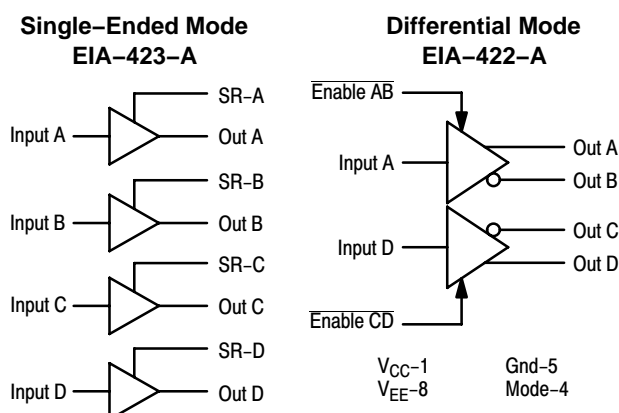 Single–Ended Mode
EIA–423–A
SR–A
Input A
Out A
SR–B
Input B
Out B
SR–C
Input C
Out C
SR–D
Input D
Out D
Differential Mode
EIA–422–A
Enable AB
Input A
Out A
Out B
Input D
Out C
Out D
Enable CD
VCC–1
Gnd–5
VEE–8
Mode–4